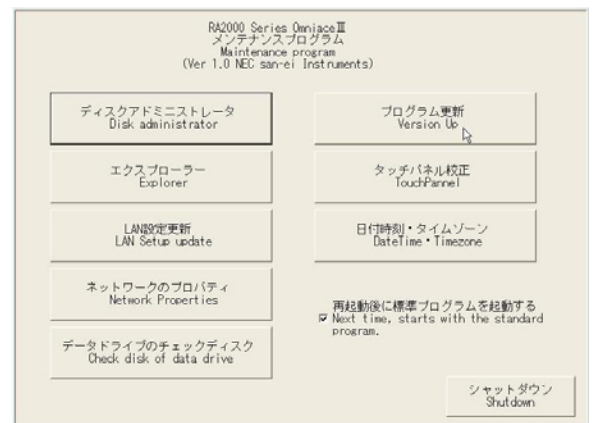 RA2000 Series OmniaceⅢ
メンテナンスプログラム
Maintenance
program
(Ver 1.0 NEC san-ei Instruments)
ディスクアドミニストレータ
Disk administrator
プログラム更新
Version Up
エクスプローラー
Explorer
タッチパネル校正
TouchPannel
LAN設定更新
LAN Setup update
日付時刻・タイムゾーン
DateTime・Timezone
ネットワークのプロパティ
Network Properties
再起動後に標準プログラムを起動する
Next time, starts with the standard
program.
データドライブのチェックディスク
Check disk of data drive
シャットダウン
Shutdown